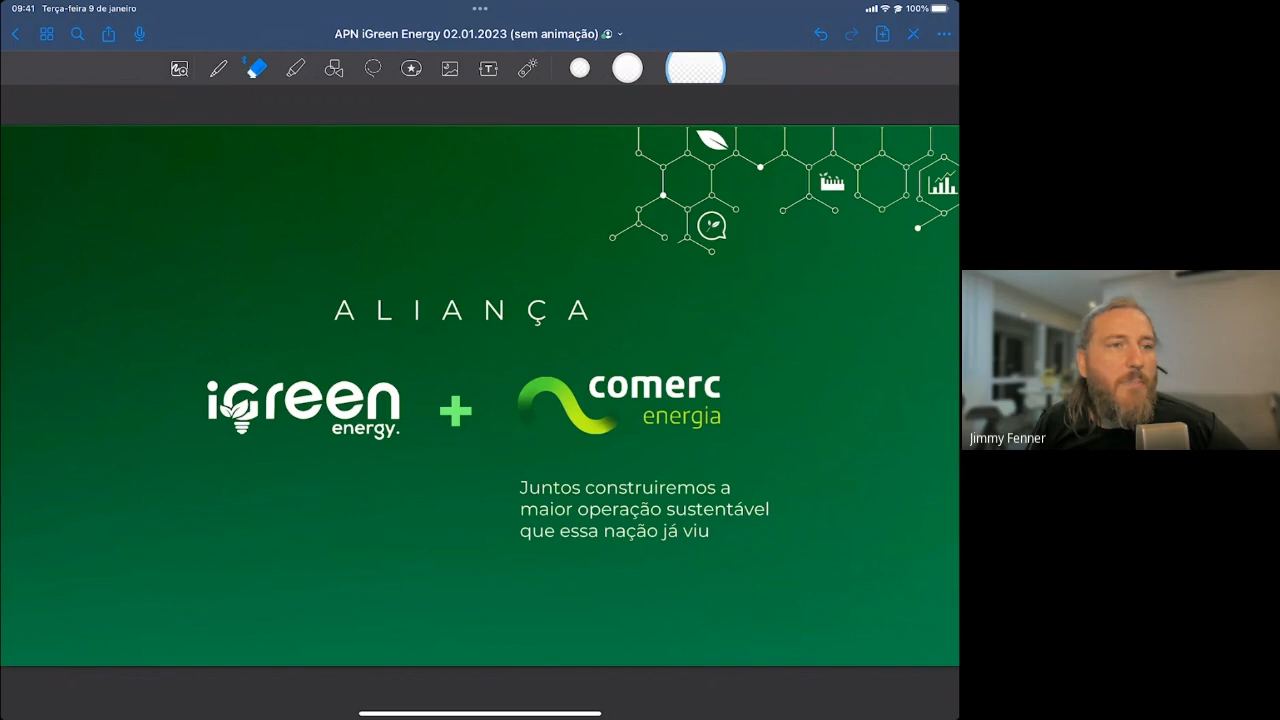 09:41 Terça-feira 9 de janeiro
100%
APN iGreen Energy 02.01.2023 (sem animação)
T
ALIANÇA
iGreen
energy.
+
comerc
energia
Juntos construiremos a
maior operação sustentável
que essa nação já viu
Jimmy Fenner